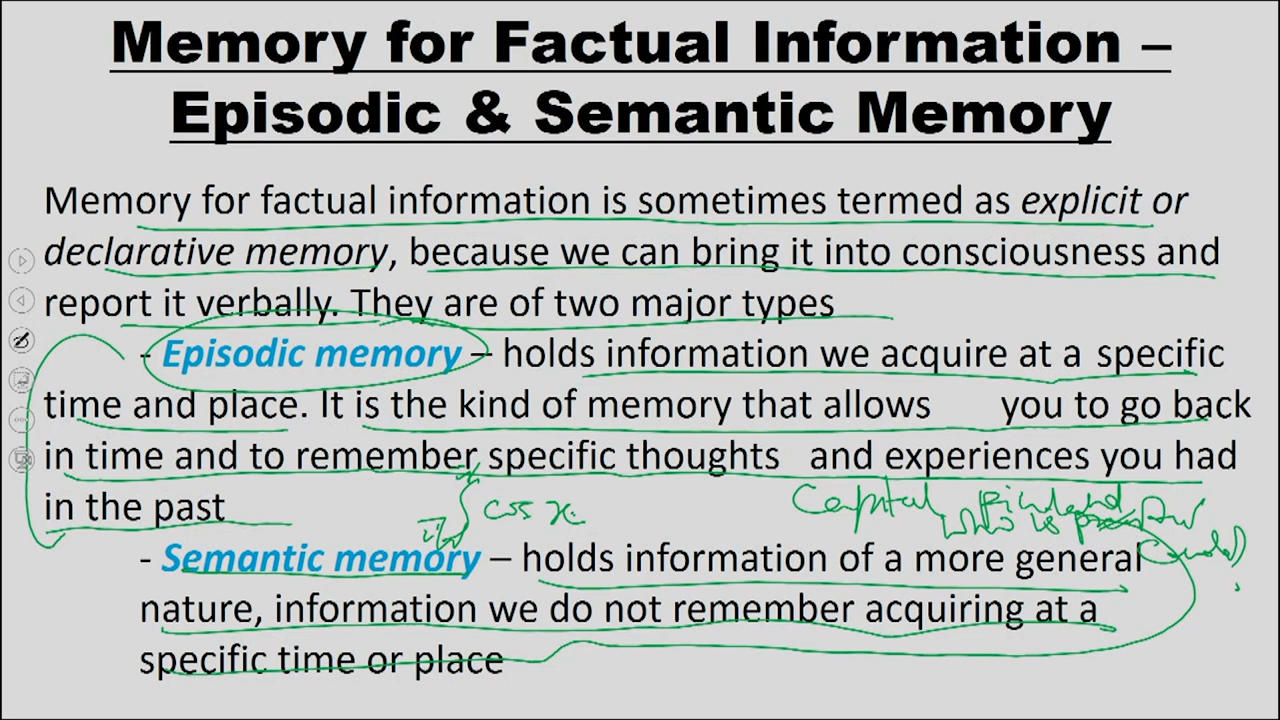 Memory for Factual Information –
Episodic & Semantic Memory
Memory for factual information is sometimes termed as explicit or
declarative memory, because we can bring it into consciousness and
report it verbally. They are of two major types
- Episodic memory – holds information we acquire at a specific
time and place. It is the kind of memory that allows you to go back
in time and to remember specific thoughts and experiences you had
in the past
cos x
Capital Finland
who is
- Semantic memory – holds information of a more general
nature, information we do not remember acquiring at a
specific time or place